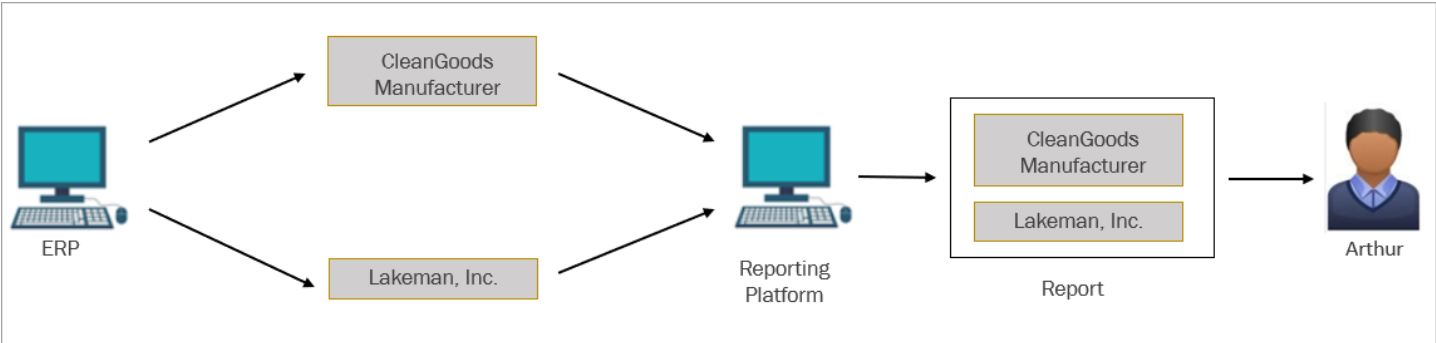 ERP
CleanGoods
Manufacturer
Lakeman, Inc.
Reporting
Platform
CleanGoods
Manufacturer
Lakeman, Inc.
Report
Arthur